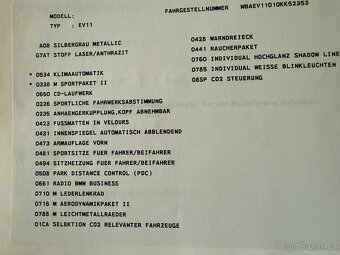 FAHRGESTELLNUMMER WBAEV11010KK52353
MODELL:
TYP : EV11
A08 SILBERGRAU METALLIC
G7AT STOFF LASER/ANTHRAZIT
* 0534 KLIMAAUTOMATIK
* 0338 M SPORTPAKET II
0650 CD-LAUFWERK
0226 SPORTLICHE FAHRWERKSABSTIMMUNG
0235 ANHAENGERKUPPLUNG,KOPF ABNEHMBAR
0423 FUSSMATTEN IN VELOURS
0431 INNENSPIEGEL AUTOMATISCH ABBLENDEND
0473 ARMAUFLAGE VORN
0481 SPORTSITZE FUER FAHRER/BEIFAHRER
0494 SITZHEIZUNG FUER FAHRER/BEIFAHRER
0508 PARK DISTANCE CONTROL (PDC)
0661 RADIO BMW BUSINESS
0710 M LEDERLENKRAD
0716 M AERODYNAMIKPAKET II
0786 M LEICHTMETALLRAEDER
01CA SELEKTION CO2 RELEVANTER FAHRZEUGE
0428 WARNDREIECK
0441 RAUCHERPAKET
0760 INDIVIDUAL HOCHGLANZ SHADOW LINE
0785 INDIVIDUAL WEISSE BLINKLEUCHTEN
08SP CO2 STEUERUNG